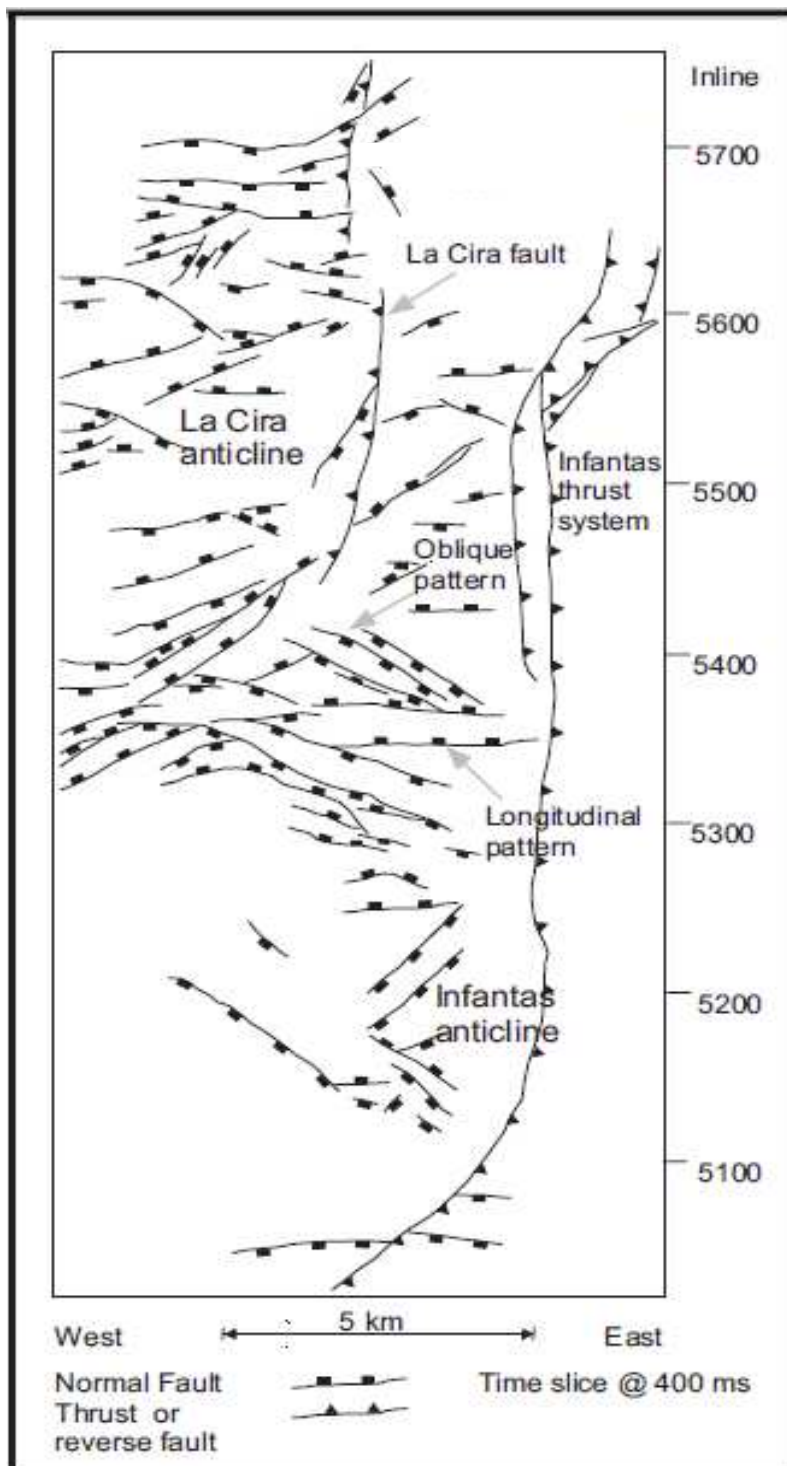 Inline
5700
La Cira fault
5600
La Cira
anticline
Infantas
thrust
system
5500
Oblique
pattern
5400
Longitudinal
pattern
5300
5200
Infantas
anticline
5100
5 km
West
East
Normal Fault
Time slice @ 400 ms
Thrust or
reverse fault